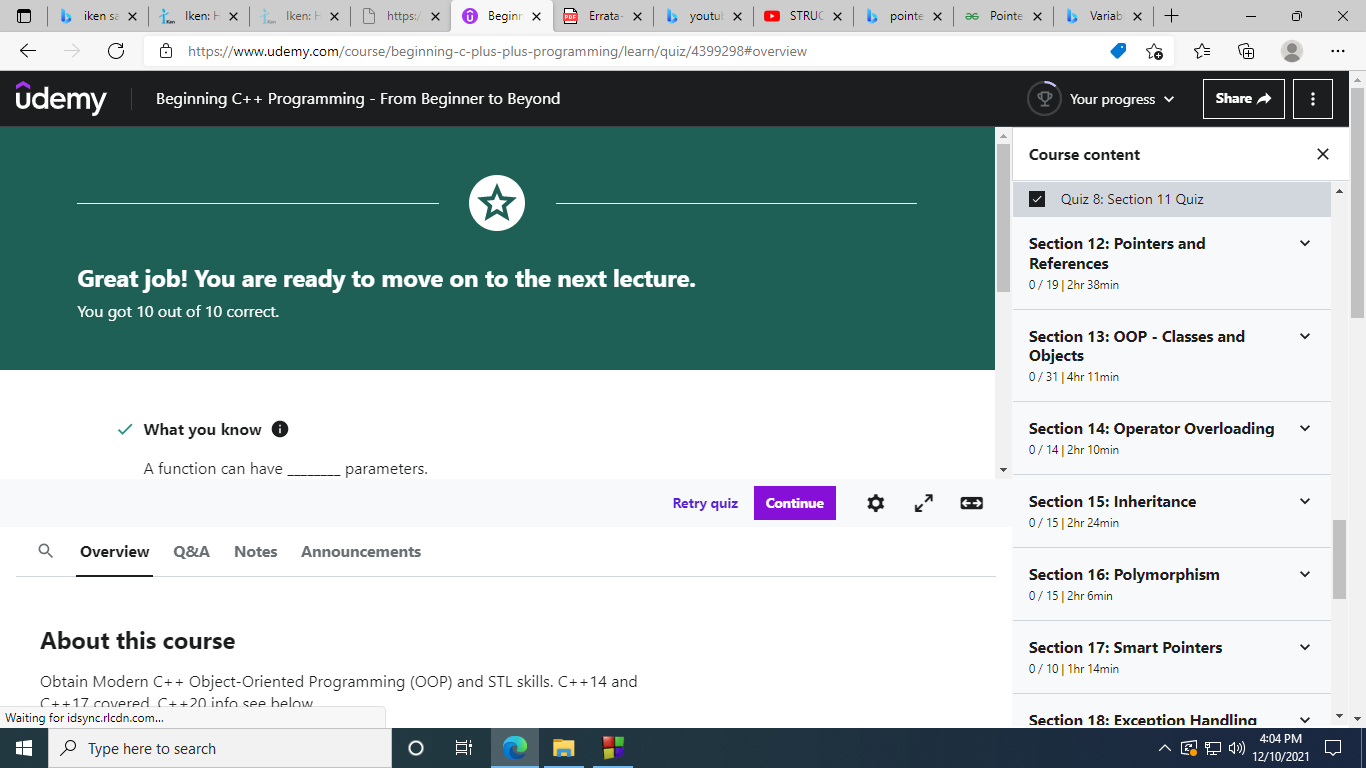 iken sa
Iken: H
Iken: H
https:/
Beginn
Errata-
youtub
STRUC
pointe
Pointe
Variab
https://www.udemy.com/course/beginning-c-plus-plus-programming/learn/quiz/4399298#overview
udemy
Beginning C++ Programming - From Beginner to Beyond
Your progress
Share
Great job! You are ready to move on to the next lecture.
You got 10 out of 10 correct.
What you know
A function can have ________ parameters.
Retry quiz
Continue
Overview
Q&A
Notes
Announcements
About this course
Obtain Modern C++ Object-Oriented Programming (OOP) and STL skills. C++14 and
C++17 covered. C++20 info see below.
Course content
Quiz 8: Section 11 Quiz
Section 12: Pointers and
References
0 / 19 | 2hr 38min
Section 13: OOP - Classes and
Objects
0 / 31 | 4hr 11min
Section 14: Operator Overloading
0 / 14 | 2hr 10min
Section 15: Inheritance
0 / 15 | 2hr 24min
Section 16: Polymorphism
0 / 15 | 2hr 6min
Section 17: Smart Pointers
0 / 10 | 1hr 14min
Section 18: Exception Handling
Waiting for idsync.rlcdn.com...
Type here to search
4:04 PM
12/10/2021